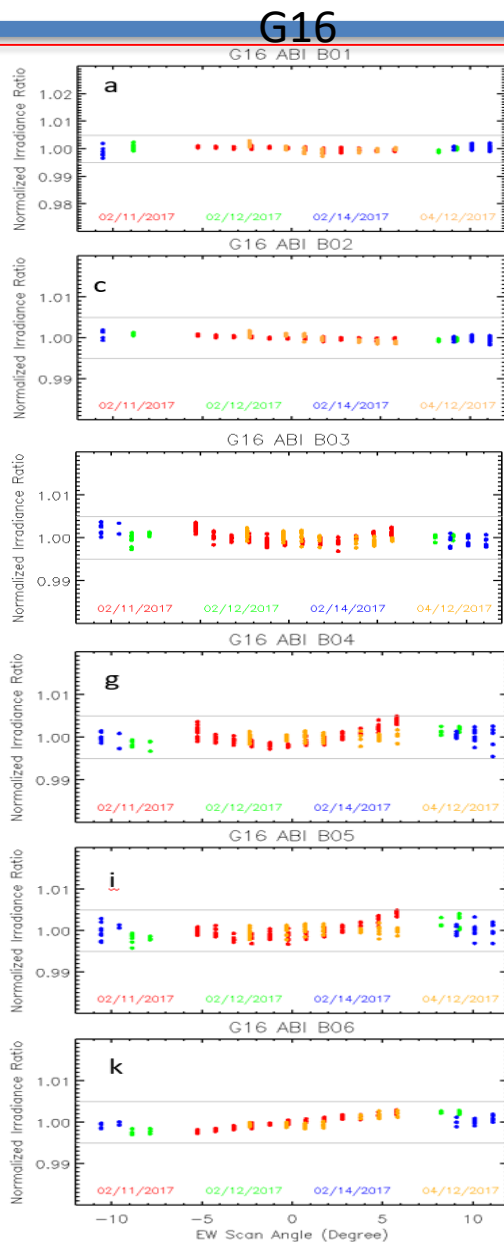 G16
G16 ABI B01
a
Normalized Irradiance Ratio
1.02
1.01
1.00
0.99
0.98
02/11/2017 02/12/2017 02/14/2017 04/12/2017
G16 ABI B02
c
Normalized Irradiance Ratio
1.01
1.00
0.99
02/11/2017 02/12/2017 02/14/2017 04/12/2017
G16 ABI B03
Normalized Irradiance Ratio
1.01
1.00
0.99
02/11/2017 02/12/2017 02/14/2017 04/12/2017
G16 ABI B04
g
Normalized Irradiance Ratio
1.01
1.00
0.99
02/11/2017 02/12/2017 02/14/2017 04/12/2017
G16 ABI B05
i
Normalized Irradiance Ratio
1.01
1.00
0.99
02/11/2017 02/12/2017 02/14/2017 04/12/2017
G16 ABI B06
k
Normalized Irradiance Ratio
1.01
1.00
0.99
02/11/2017 02/12/2017 02/14/2017 04/12/2017
−10 −5 0 5 10
EW Scan Angle (Degree)